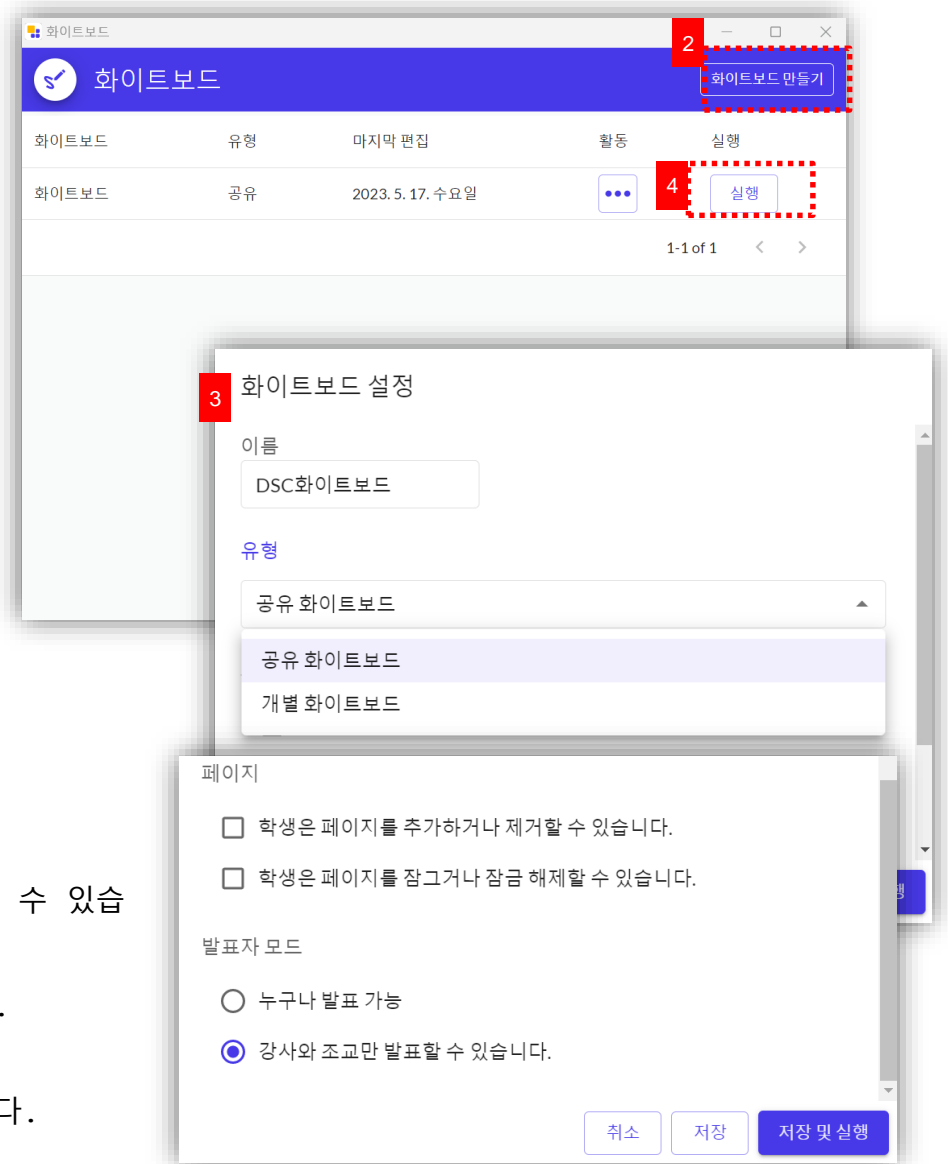 화이트보드
2
화이트보드
화이트보드 만들기
화이트보드 유형 마지막 편집 활동 실행
화이트보드 공유 2023. 5. 17. 수요일 4 실행
1-1 of 1
3
화이트보드 설정
이름
DSC화이트보드
유형
공유 화이트보드
공유 화이트보드
개별 화이트보드
페이지
학생은 페이지를 추가하거나 제거할 수 있습니다.
학생은 페이지를 잠그거나 잠금 해제할 수 있습니다.
수 있습
행
발표자 모드
누구나 발표 가능
.
강사와 조교만 발표할 수 있습니다.
다.
취소 저장 저장 및 실행